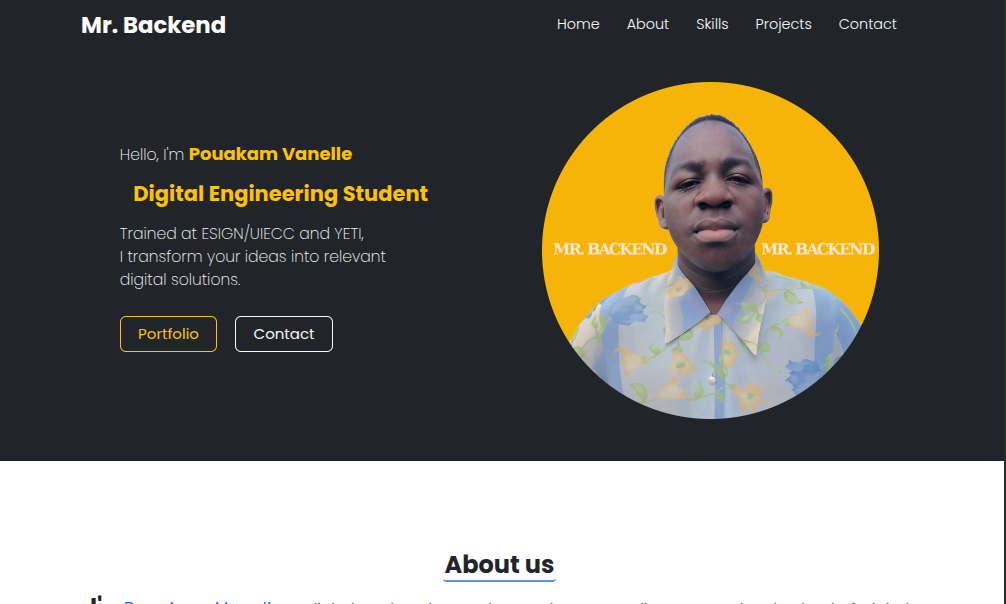 Mr. Backend
Home About Skills Projects Contact
Hello, I'm Pouakam Vanelle
Digital Engineering Student
Trained at ESIGN/UIECC and YETI,
I transform your ideas into relevant
digital solutions.
Portfolio Contact
MR. BACKEND MR. BACKEND
About us